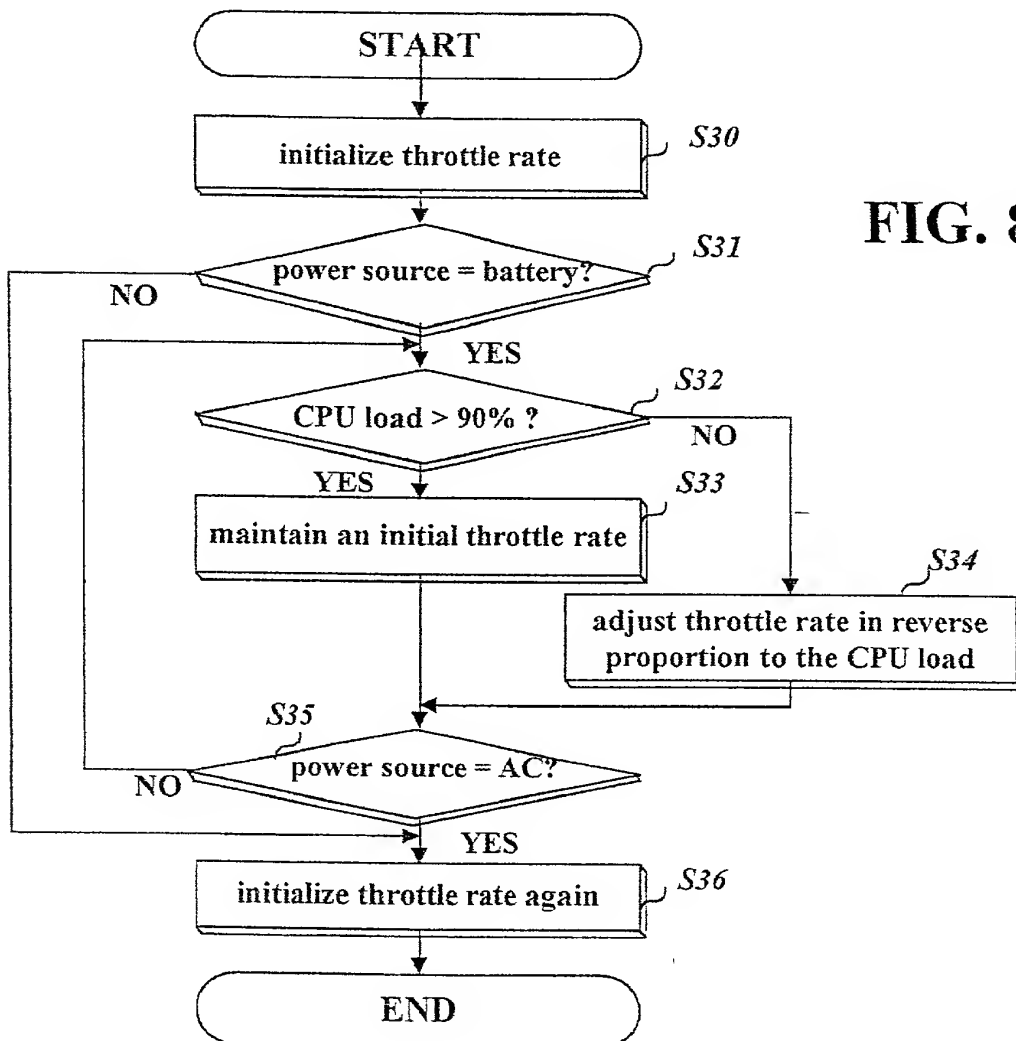 START
initialize throttle rate
S30
FIG. 8
power source = battery?
S31
NO
YES
CPU load > 90% ?
S32
NO
YES
S33
maintain an initial throttle rate
S34
adjust throttle rate in reverse
proportion to the CPU load
S35
power source = AC?
NO
YES
initialize throttle rate again
S36
END